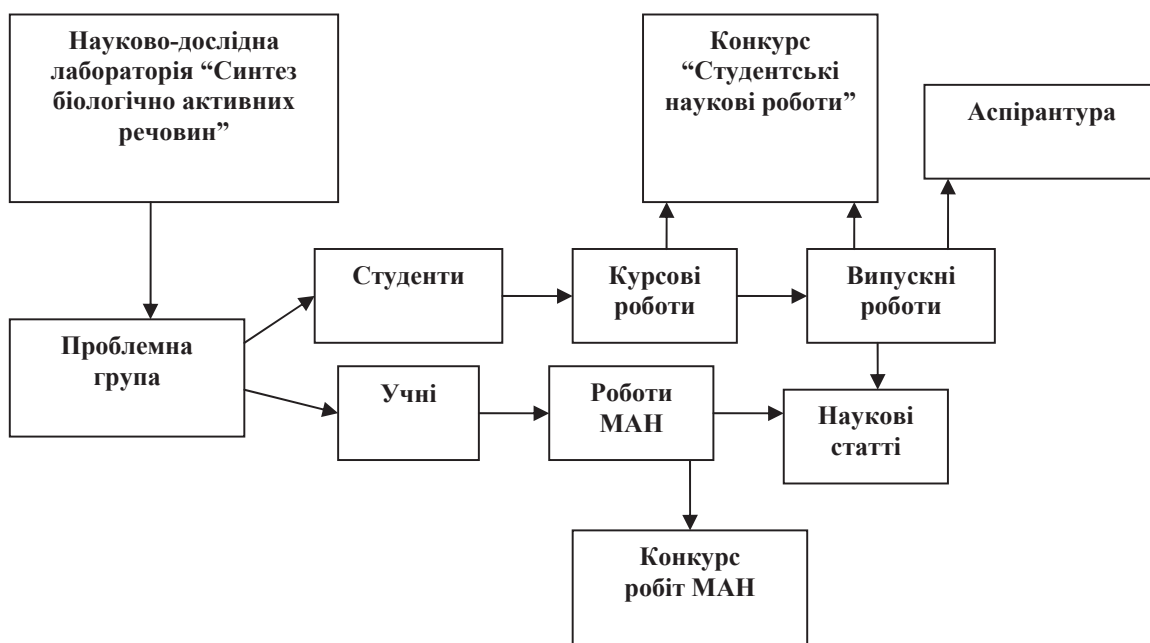 Науково-дослідна
лабораторія “Синтез
біологічно активних
речовин”
Конкурс
“Студентські
наукові роботи”
Аспірантура
Студенти
Курсові
роботи
Випускні
роботи
Проблемна
група
Учні
Роботи
МАН
Наукові
статті
Конкурс
робіт МАН